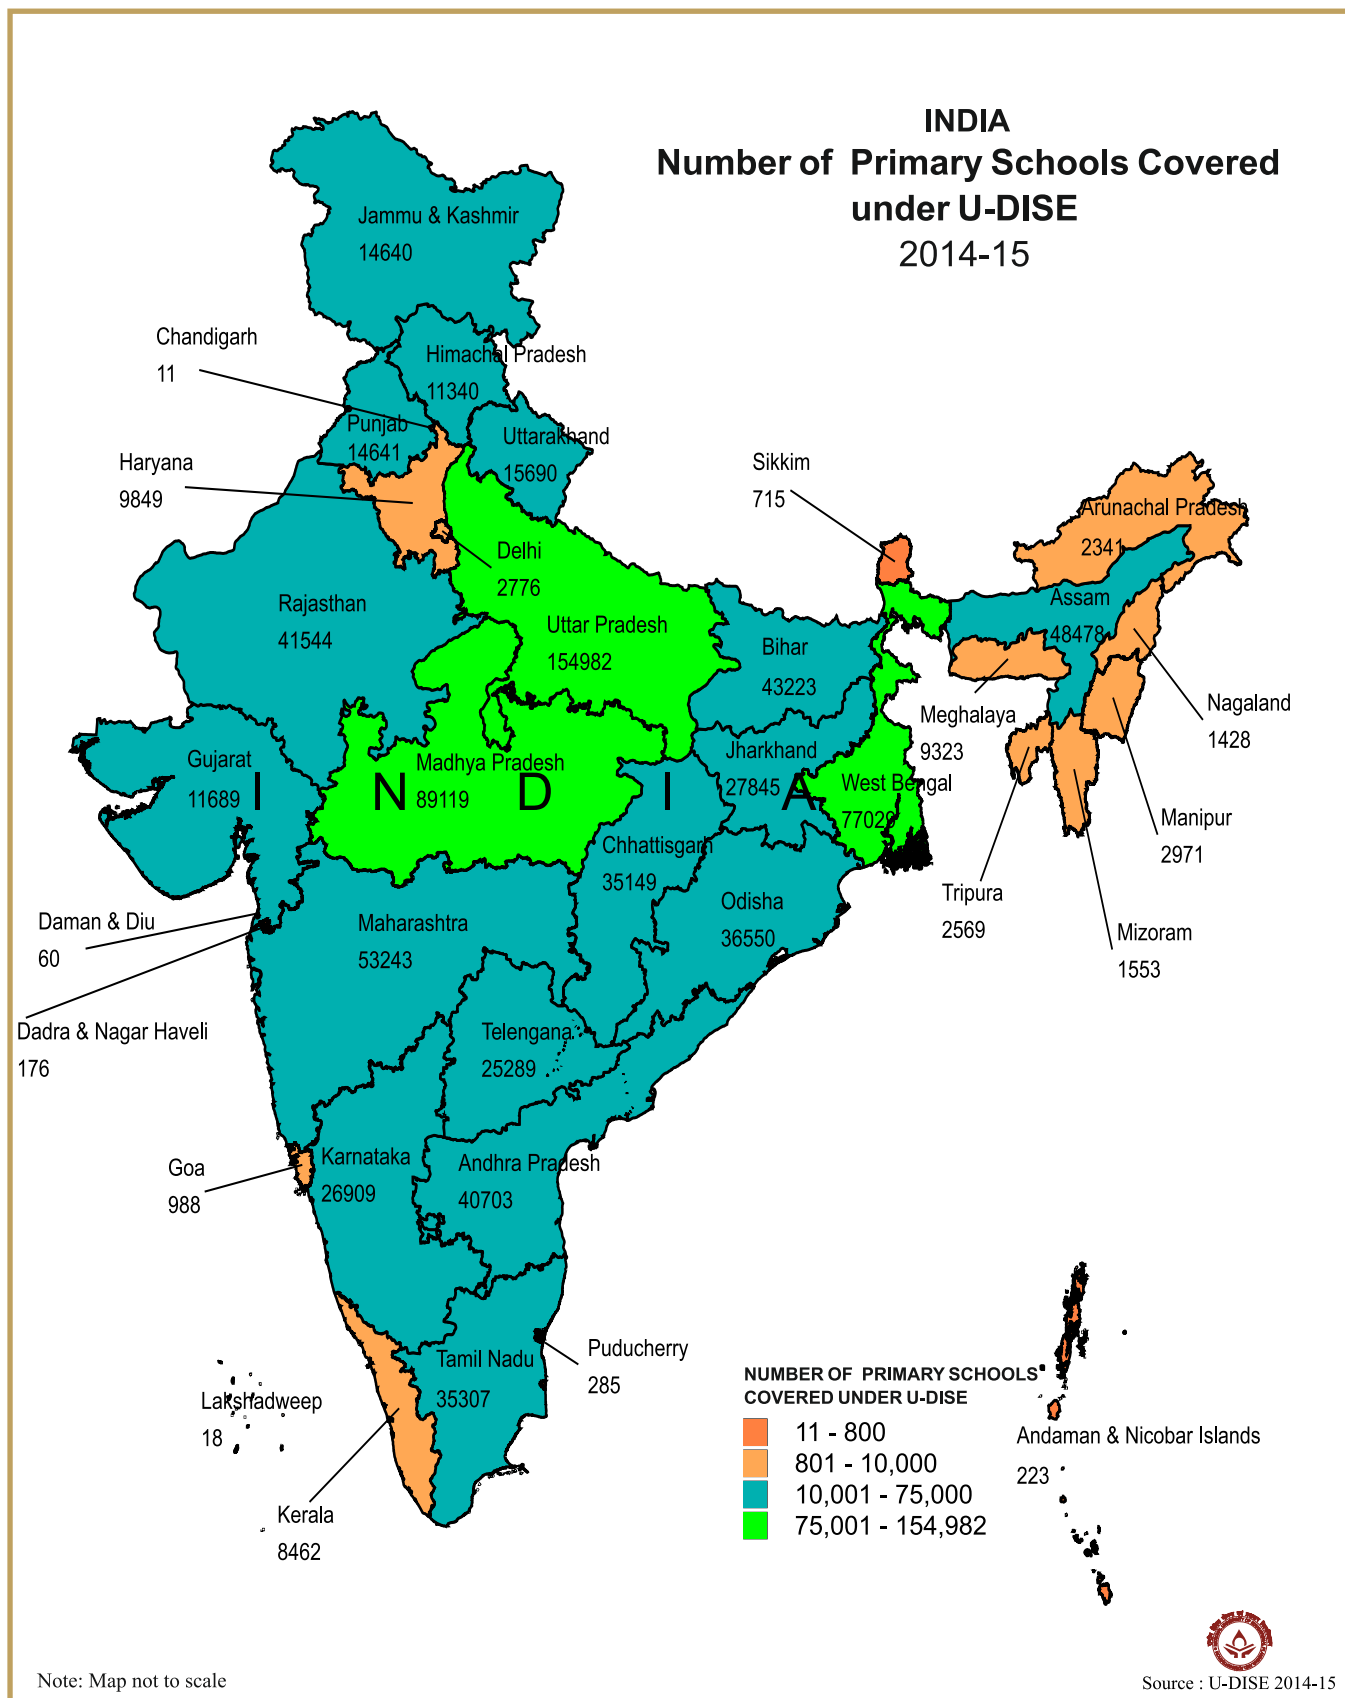 INDIA
Number of Primary Schools Covered
under U-DISE
2014-15
Jammu & Kashmir
14640
Chandigarh
11
Himachal Pradesh
11340
Punjab
14641
Uttarakhand
15690
Haryana
9849
Sikkim
715
Arunachal Pradesh
2341
Delhi
2776
Rajasthan
41544
Uttar Pradesh
154982
Bihar
43223
Assam
48478
Meghalaya
9323
Nagaland
1428
Gujarat
11689
Madhya Pradesh
89119
Jharkhand
27845
West Bengal
77029
I N D I A
Manipur
2971
Chhattisgarh
35149
Tripura
2569
Mizoram
1553
Odisha
36550
Daman & Diu
60
Maharashtra
53243
Dadra & Nagar Haveli
176
Telengana
25289
Goa
988
Karnataka
26909
Andhra Pradesh
40703
Puducherry
285
Tamil Nadu
35307
Lakshadweep
18
Kerala
8462
NUMBER OF PRIMARY SCHOOLS
COVERED UNDER U-DISE
11 - 800
801 - 10,000
10,001 - 75,000
75,001 - 154,982
Andaman & Nicobar Islands
223
Note: Map not to scale
Source : U-DISE 2014-15